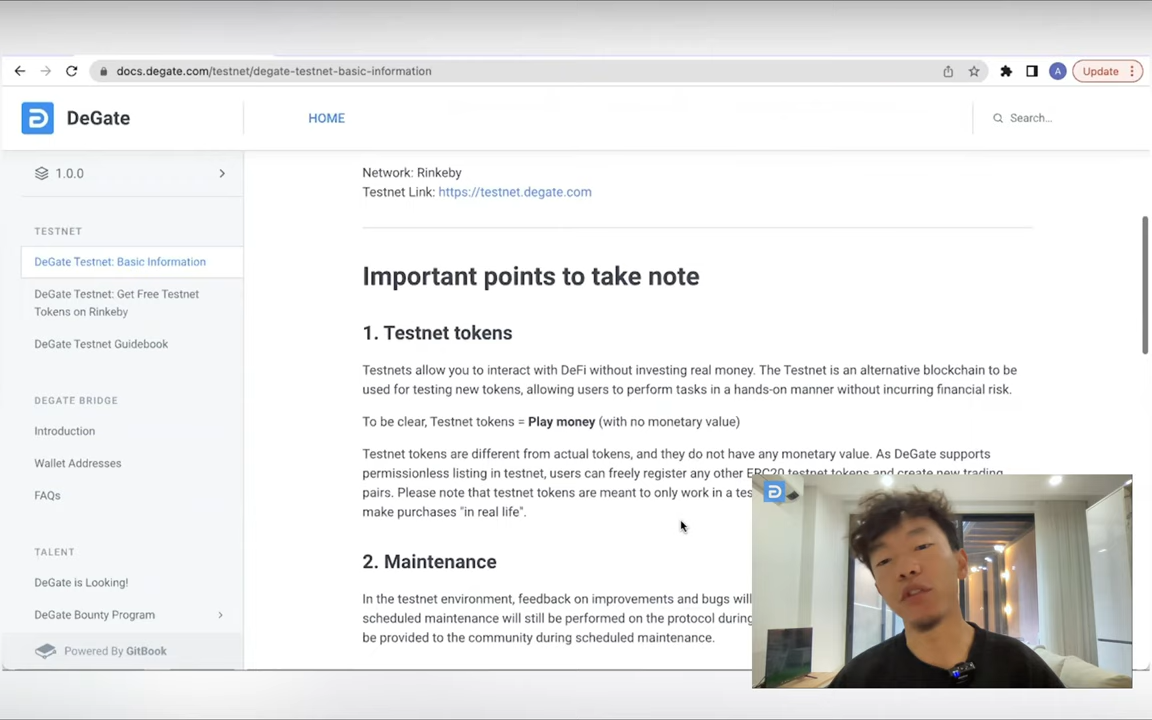 docs.degate.com/testnet/degate-testnet-basic-information
A
Update
DeGate
HOME
Search...
1.0.0
TESTNET
DeGate Testnet: Basic Information
DeGate Testnet: Get Free Testnet
Tokens on Rinkeby
DeGate Testnet Guidebook
DEGATE BRIDGE
Introduction
Wallet Addresses
FAQs
TALENT
DeGate is Looking!
DeGate Bounty Program
Powered By GitBook
Network: Rinkeby
Testnet Link: https://testnet.degate.com
Important points to take note
1. Testnet tokens
Testnets allow you to interact with DeFi without investing real money. The Testnet is an alternative blockchain to be
used for testing new tokens, allowing users to perform tasks in a hands-on manner without incurring financial risk.
To be clear, Testnet tokens = Play money (with no monetary value)
Testnet tokens are different from actual tokens, and they do not have any monetary value. As DeGate supports
permissionless listing in testnet, users can freely register any other ERC20 testnet tokens and create new trading
pairs. Please note that testnet tokens are meant to only work in a
make purchases "in real life".
2. Maintenance
In the testnet environment, feedback on improvements and bugs will
scheduled maintenance will still be performed on the protocol during
be provided to the community during scheduled maintenance.